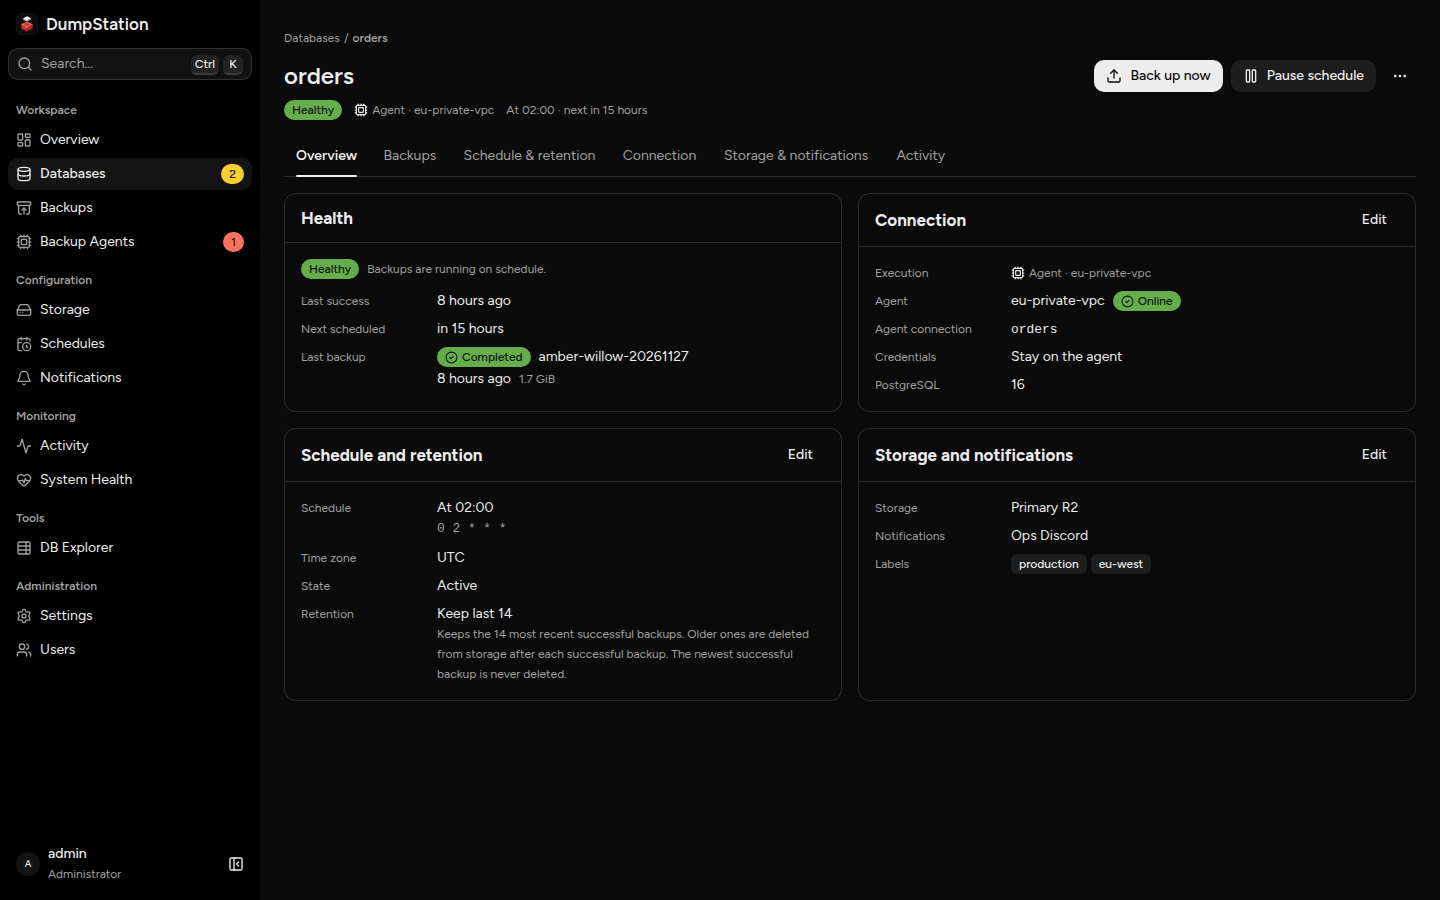 DumpStation
Search... Ctrl K
Workspace
Overview
Databases 2
Backups
Backup Agents 1
Configuration
Storage
Schedules
Notifications
Monitoring
Activity
System Health
Tools
DB Explorer
Administration
Settings
Users
A admin
Administrator
Databases / orders
orders
Back up now Pause schedule
Healthy Agent · eu-private-vpc At 02:00 · next in 15 hours
Overview Backups Schedule & retention Connection Storage & notifications Activity
Health
Healthy Backups are running on schedule.
Last success 8 hours ago
Next scheduled in 15 hours
Last backup Completed amber-willow-20261127
8 hours ago 1.7 GiB
Connection Edit
Execution Agent · eu-private-vpc
Agent eu-private-vpc Online
Agent connection orders
Credentials Stay on the agent
PostgreSQL 16
Schedule and retention Edit
Schedule At 02:00
0 2 * * *
Time zone UTC
State Active
Retention Keep last 14
Keeps the 14 most recent successful backups. Older ones are deleted
from storage after each successful backup. The newest successful
backup is never deleted.
Storage and notifications Edit
Storage Primary R2
Notifications Ops Discord
Labels production eu-west